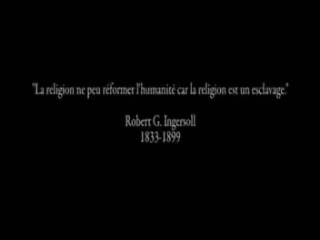 "La religion ne peu réformer l'humanité car la religion est un esclavage."
Robert G. Ingersoll
1833-1899